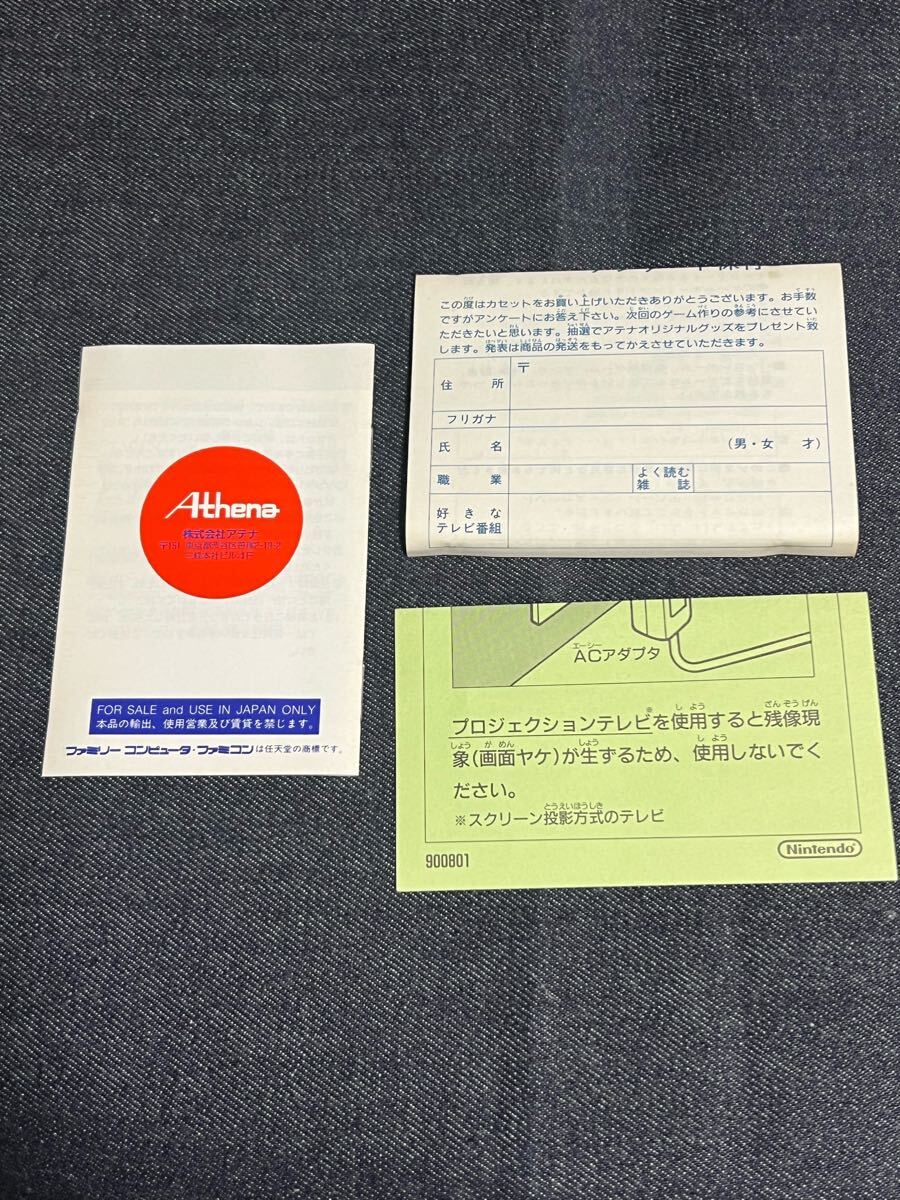 Athena
株式会社アテナ
FOR SALE and USE IN JAPAN ONLY
本品の輸出、使用営業及び賃貸を禁じます。
ファミリーコンピュータ・ファミコンは任天堂の商標です。
この度はカセットをお買い上げいただきありがとうございます。お手数
ですがアンケートにお答え下さい。次回のゲーム作りの参考にさせてい
ただきたいと思います。抽選でアテナオリジナルグッズをプレゼント致
します。発表は商品の発送をもってかえさせていただきます。
住所
〒
フリガナ
氏名
(男・女 才)
職業
よく読む
雑誌
好きな
テレビ番組
ACアダプタ
プロジェクションテレビ※を使用すると残像現
象(画面ヤケ)が生ずるため、使用しないでく
ださい。
※スクリーン投影方式のテレビ
900801
Nintendo